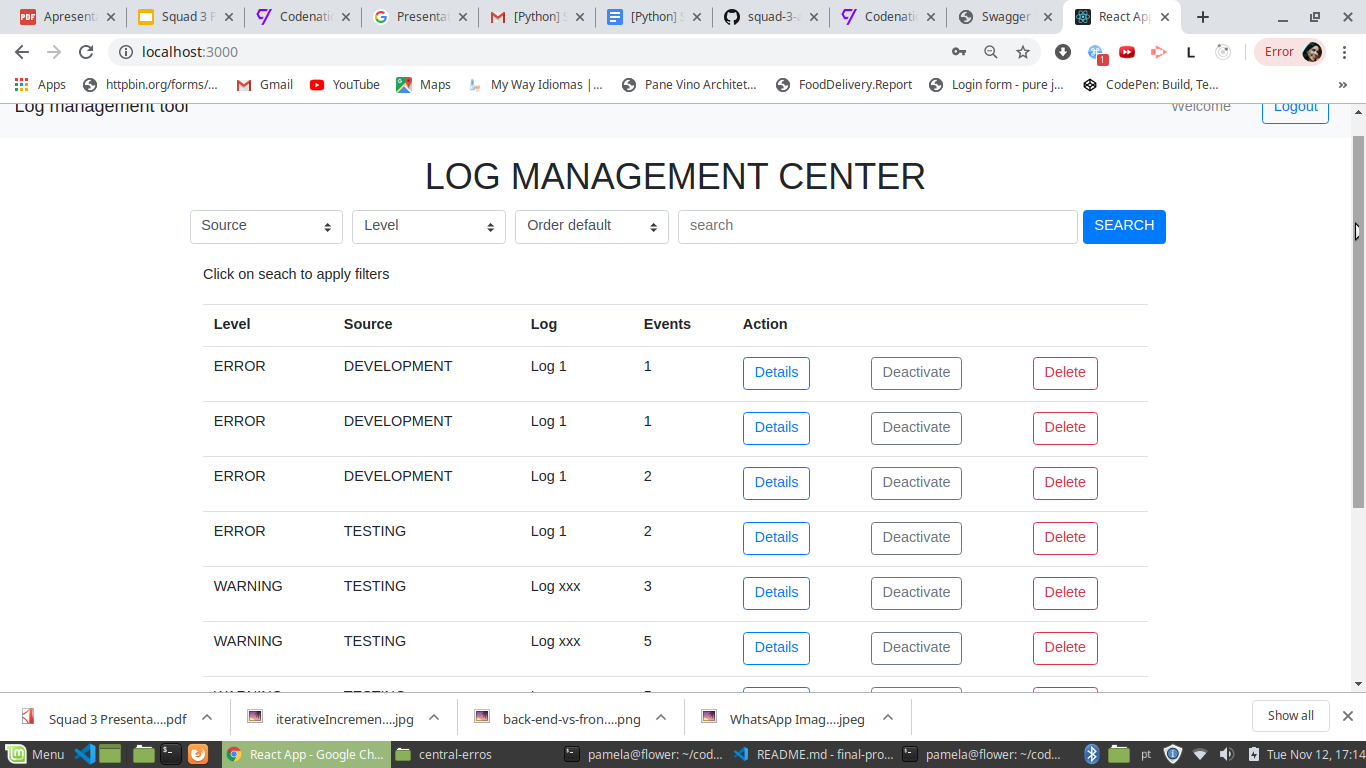 Apresenta
Squad 3 P
Codenatio
Presentat
[Python] S
[Python] S
squad-3-a
Codenatio
Swagger
React App
localhost:3000
Error
1
Apps
httpbin.org/forms/...
Gmail
YouTube
Maps
My Way Idiomas |...
Pane Vino Architet...
FoodDelivery.Report
Login form - pure j...
CodePen: Build, Te...
»
Log management tool
Welcome
Logout
LOG MANAGEMENT CENTER
Source
Level
Order default
search
SEARCH
Click on seach to apply filters
Level Source Log Events Action
ERROR DEVELOPMENT Log 1 1 Details Deactivate Delete
ERROR DEVELOPMENT Log 1 1 Details Deactivate Delete
ERROR DEVELOPMENT Log 1 2 Details Deactivate Delete
ERROR TESTING Log 1 2 Details Deactivate Delete
WARNING TESTING Log xxx 3 Details Deactivate Delete
WARNING TESTING Log xxx 5 Details Deactivate Delete
Squad 3 Presenta....pdf
iterativeIncremen....jpg
back-end-vs-fron....png
WhatsApp Imag....jpeg
Show all
Menu
React App - Google Ch...
central-erros
pamela@flower: ~/cod...
README.md - final-pro...
pamela@flower: ~/cod...
pt
Tue Nov 12, 17:14